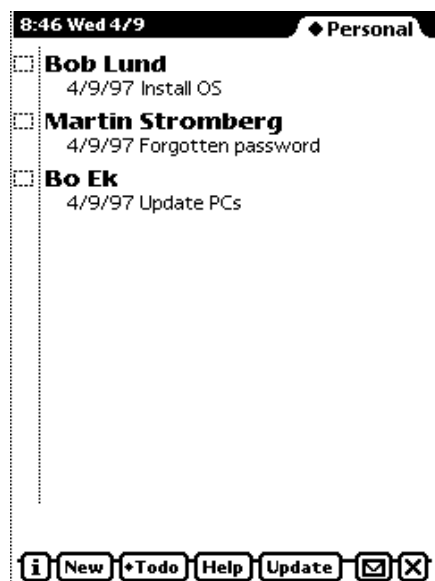 8:46 Wed 4/9 ◆Personal
Bob Lund
4/9/97 Install OS
Martin Stromberg
4/9/97 Forgotten password
Bo Ek
4/9/97 Update PCs
i New ◆Todo Help Update X